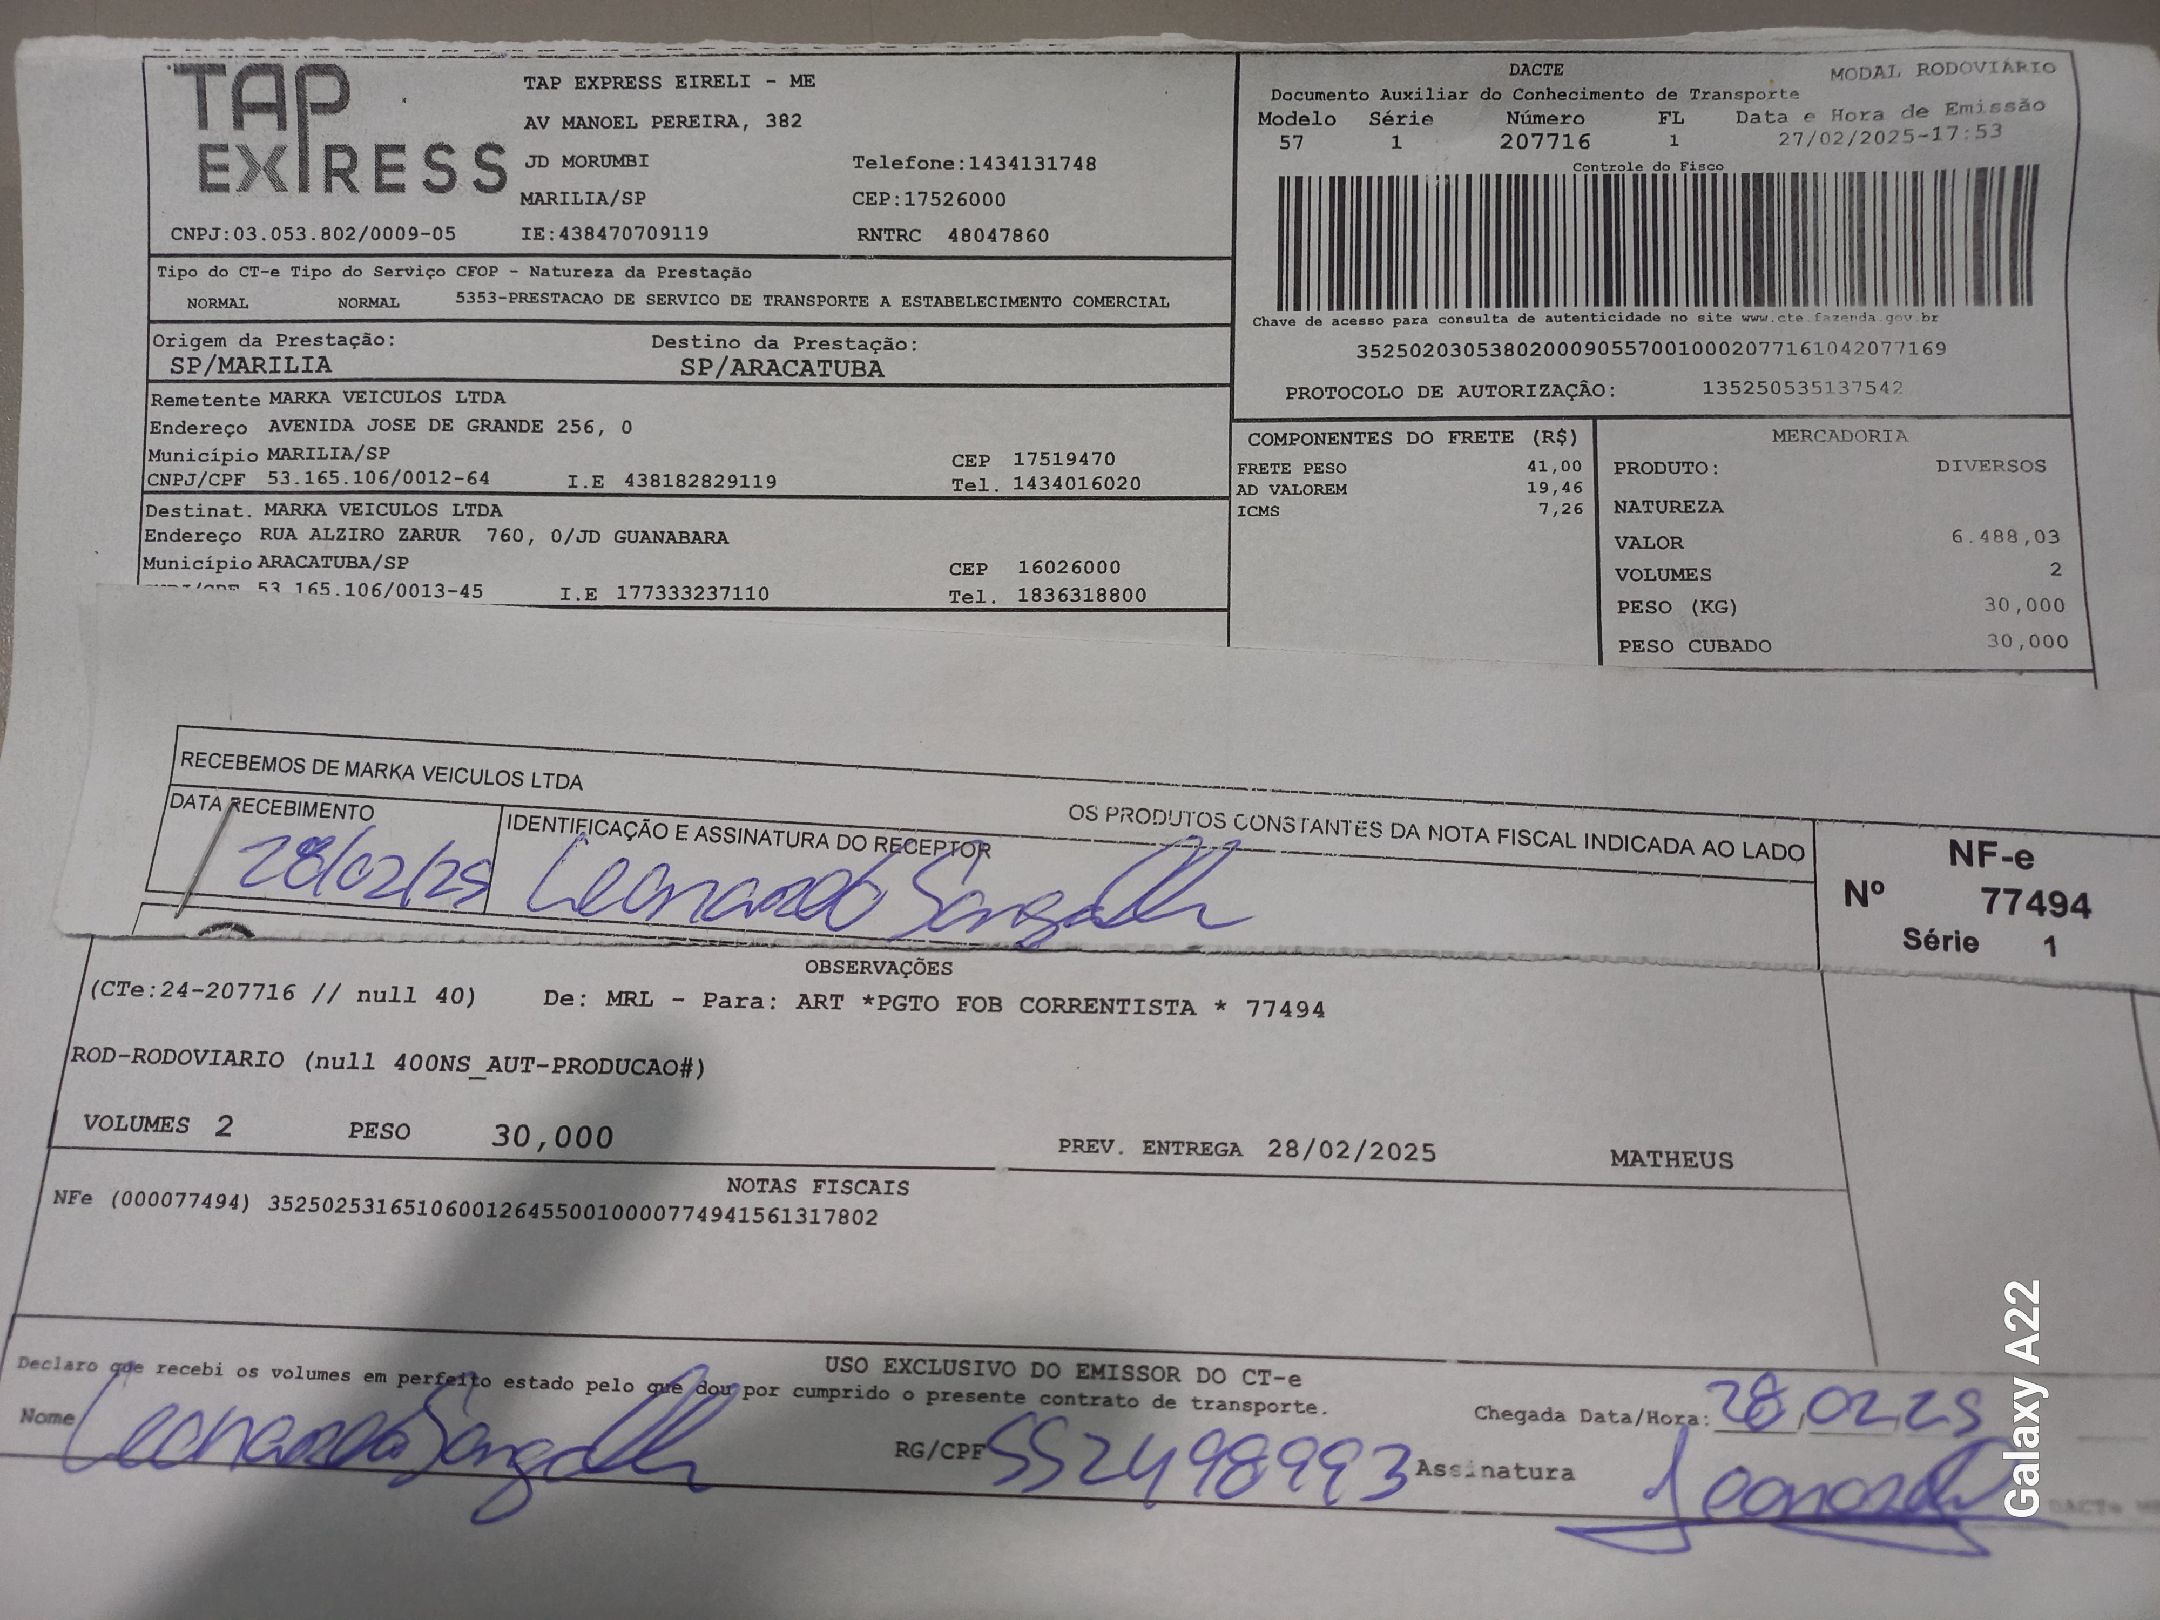 TAP EXPRESS
TAP EXPRESS EIRELI - ME
AV MANOEL PEREIRA, 382
JD MORUMBI Telefone:1434131748
MARILIA/SP CEP:17526000
CNPJ:03.053.802/0009-05 IE:438470709119 RNTRC 48047860
DACTE MODAL RODOVIÁRIO
Documento Auxiliar do Conhecimento de Transporte
Modelo Série Número FL Data e Hora de Emissão
57 1 207716 1 27/02/2025-17:53
Controle do Fisco
Chave de acesso para consulta de autenticidade no site www.cte.fazenda.gov.br
35250203053802000905570010002077161042077169
PROTOCOLO DE AUTORIZAÇÃO: 135250535137542
Tipo do CT-e Tipo do Serviço CFOP - Natureza da Prestação
NORMAL NORMAL 5353-PRESTACAO DE SERVICO DE TRANSPORTE A ESTABELECIMENTO COMERCIAL
Origem da Prestação: Destino da Prestação:
SP/MARILIA SP/ARACATUBA
Remetente MARKA VEICULOS LTDA
Endereço AVENIDA JOSE DE GRANDE 256, 0
Município MARILIA/SP CEP 17519470
CNPJ/CPF 53.165.106/0012-64 I.E 438182829119 Tel. 1434016020
Destinat. MARKA VEICULOS LTDA
Endereço RUA ALZIRO ZARUR 760, 0/JD GUANABARA
Município ARACATUBA/SP CEP 16026000
53.165.106/0013-45 I.E 177333237110 Tel. 1836318800
COMPONENTES DO FRETE (R$)
FRETE PESO 41,00
AD VALOREM 19,46
ICMS 7,26
MERCADORIA
PRODUTO: DIVERSOS
NATUREZA
VALOR 6.488,03
VOLUMES 2
PESO (KG) 30,000
PESO CUBADO 30,000
RECEBEMOS DE MARKA VEICULOS LTDA OS PRODUTOS CONSTANTES DA NOTA FISCAL INDICADA AO LADO
DATA RECEBIMENTO IDENTIFICAÇÃO E ASSINATURA DO RECEPTOR
28/02/25 Leonardo
NF-e
Nº 77494
Série 1
OBSERVAÇÕES
(CTe:24-207716 // null 40) De: MRL - Para: ART *PGTO FOB CORRENTISTA * 77494
ROD-RODOVIARIO (null 400NS_AUT-PRODUCAO#)
VOLUMES 2 PESO 30,000 PREV. ENTREGA 28/02/2025 MATHEUS
NOTAS FISCAIS
NFe (000077494) 35250253165106001264550010000774941561317802
USO EXCLUSIVO DO EMISSOR DO CT-e
Declaro que recebi os volumes em perfeito estado pelo que dou por cumprido o presente contrato de transporte.
Nome Leonardo RG/CPF 552498993 Chegada Data/Hora: 28/02/25
Assinatura Leonardo
Galaxy A22